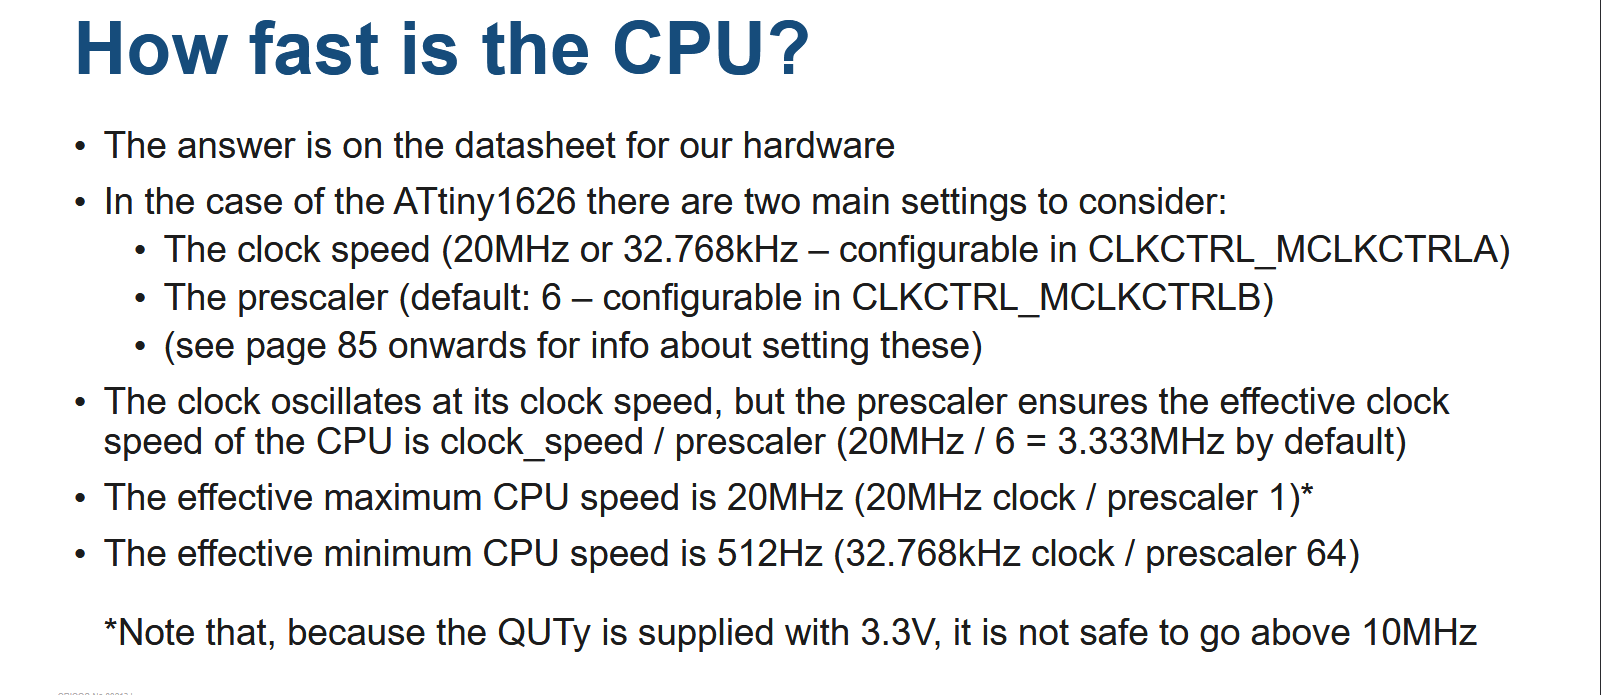 How fast is the CPU?
• The answer is on the datasheet for our hardware
• In the case of the ATtiny1626 there are two main settings to consider:
• The clock speed (20MHz or 32.768kHz – configurable in CLKCTRL_MCLKCTRLA)
• The prescaler (default: 6 – configurable in CLKCTRL_MCLKCTRLB)
• (see page 85 onwards for info about setting these)
• The clock oscillates at its clock speed, but the prescaler ensures the effective clock
speed of the CPU is clock_speed / prescaler (20MHz / 6 = 3.333MHz by default)
• The effective maximum CPU speed is 20MHz (20MHz clock / prescaler 1)*
• The effective minimum CPU speed is 512Hz (32.768kHz clock / prescaler 64)
*Note that, because the QUTy is supplied with 3.3V, it is not safe to go above 10MHz